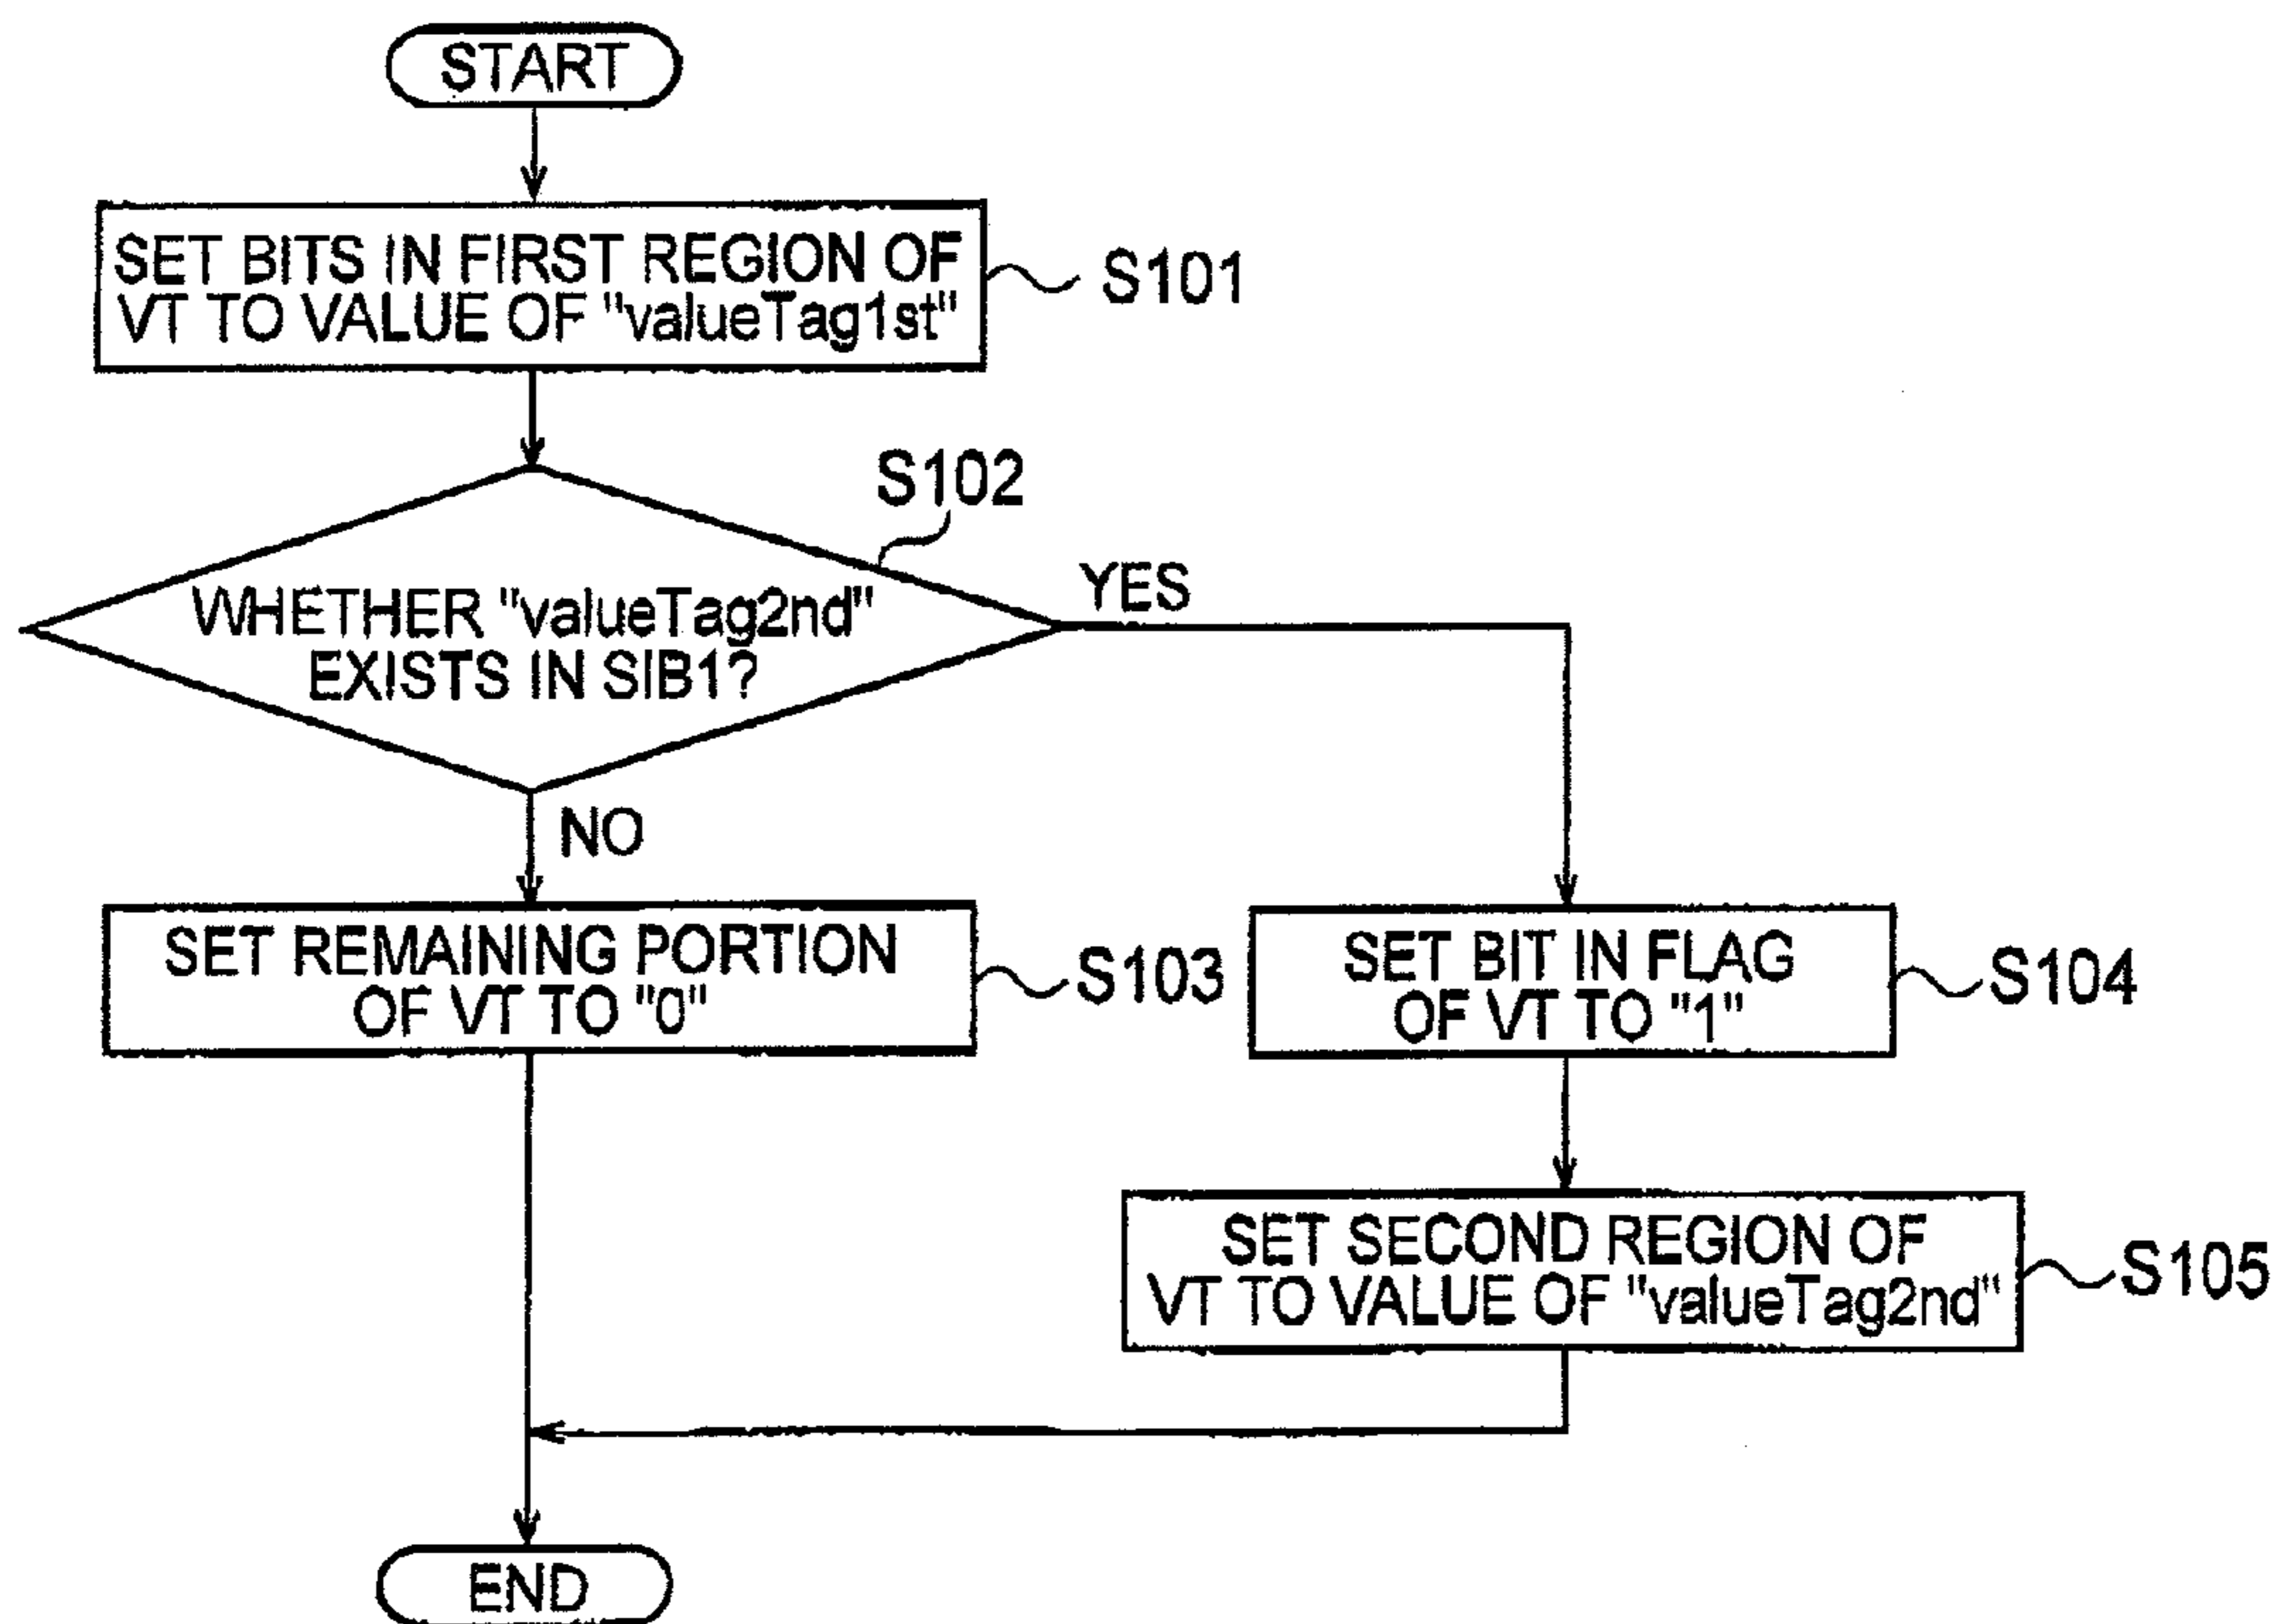 START
SET BITS IN FIRST REGION OF
VT TO VALUE OF "valueTag1st"
S101
S102
WHETHER "valueTag2nd"
EXISTS IN SIB1?
YES
NO
SET REMAINING PORTION
OF VT TO "0"
S103
SET BIT IN FLAG
OF VT TO "1"
S104
SET SECOND REGION OF
VT TO VALUE OF "valueTag2nd"
S105
END